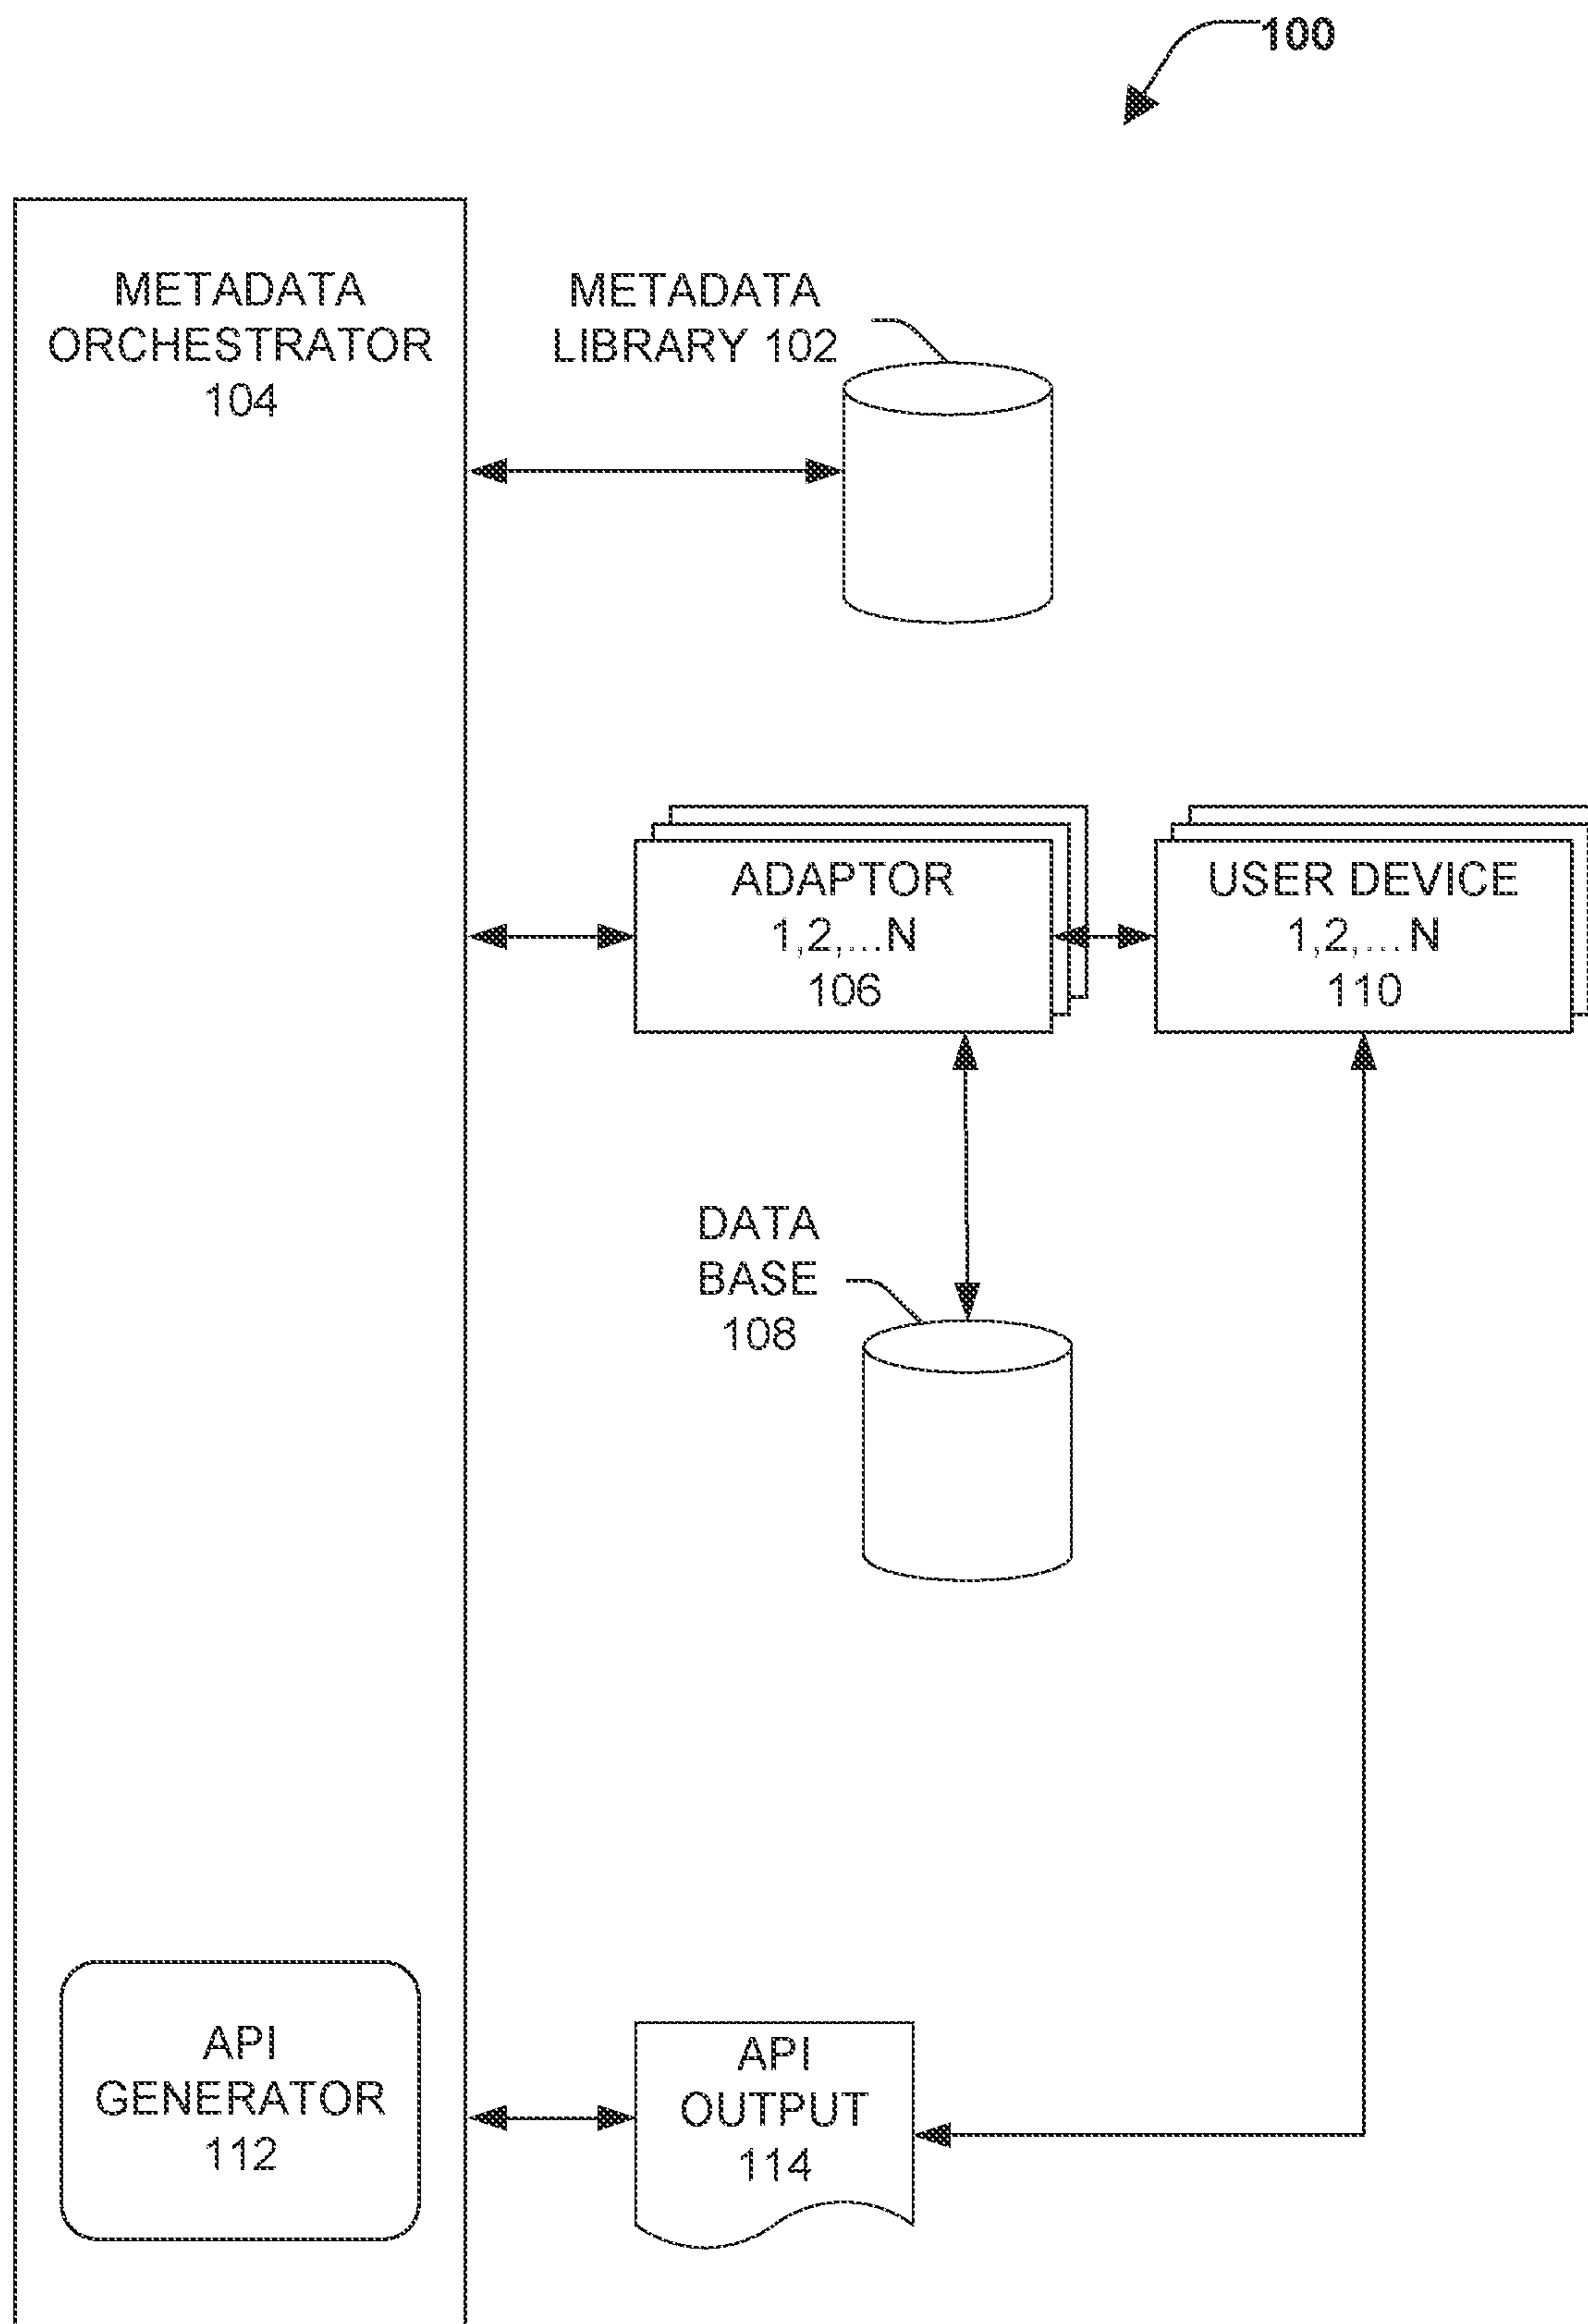 100
METADATA
ORCHESTRATOR
104
METADATA
LIBRARY 102
ADAPTOR
1,2,...N
106
USER DEVICE
1,2,...N
110
DATA
BASE
108
API
GENERATOR
112
API
OUTPUT
114